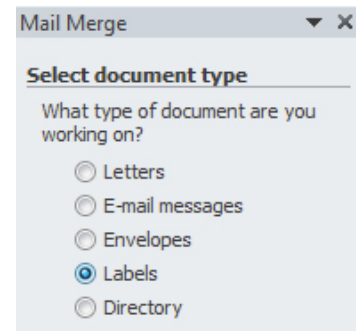 Mail Merge
Select document type
What type of document are you
working on?
Letters
E-mail messages
Envelopes
Labels
Directory